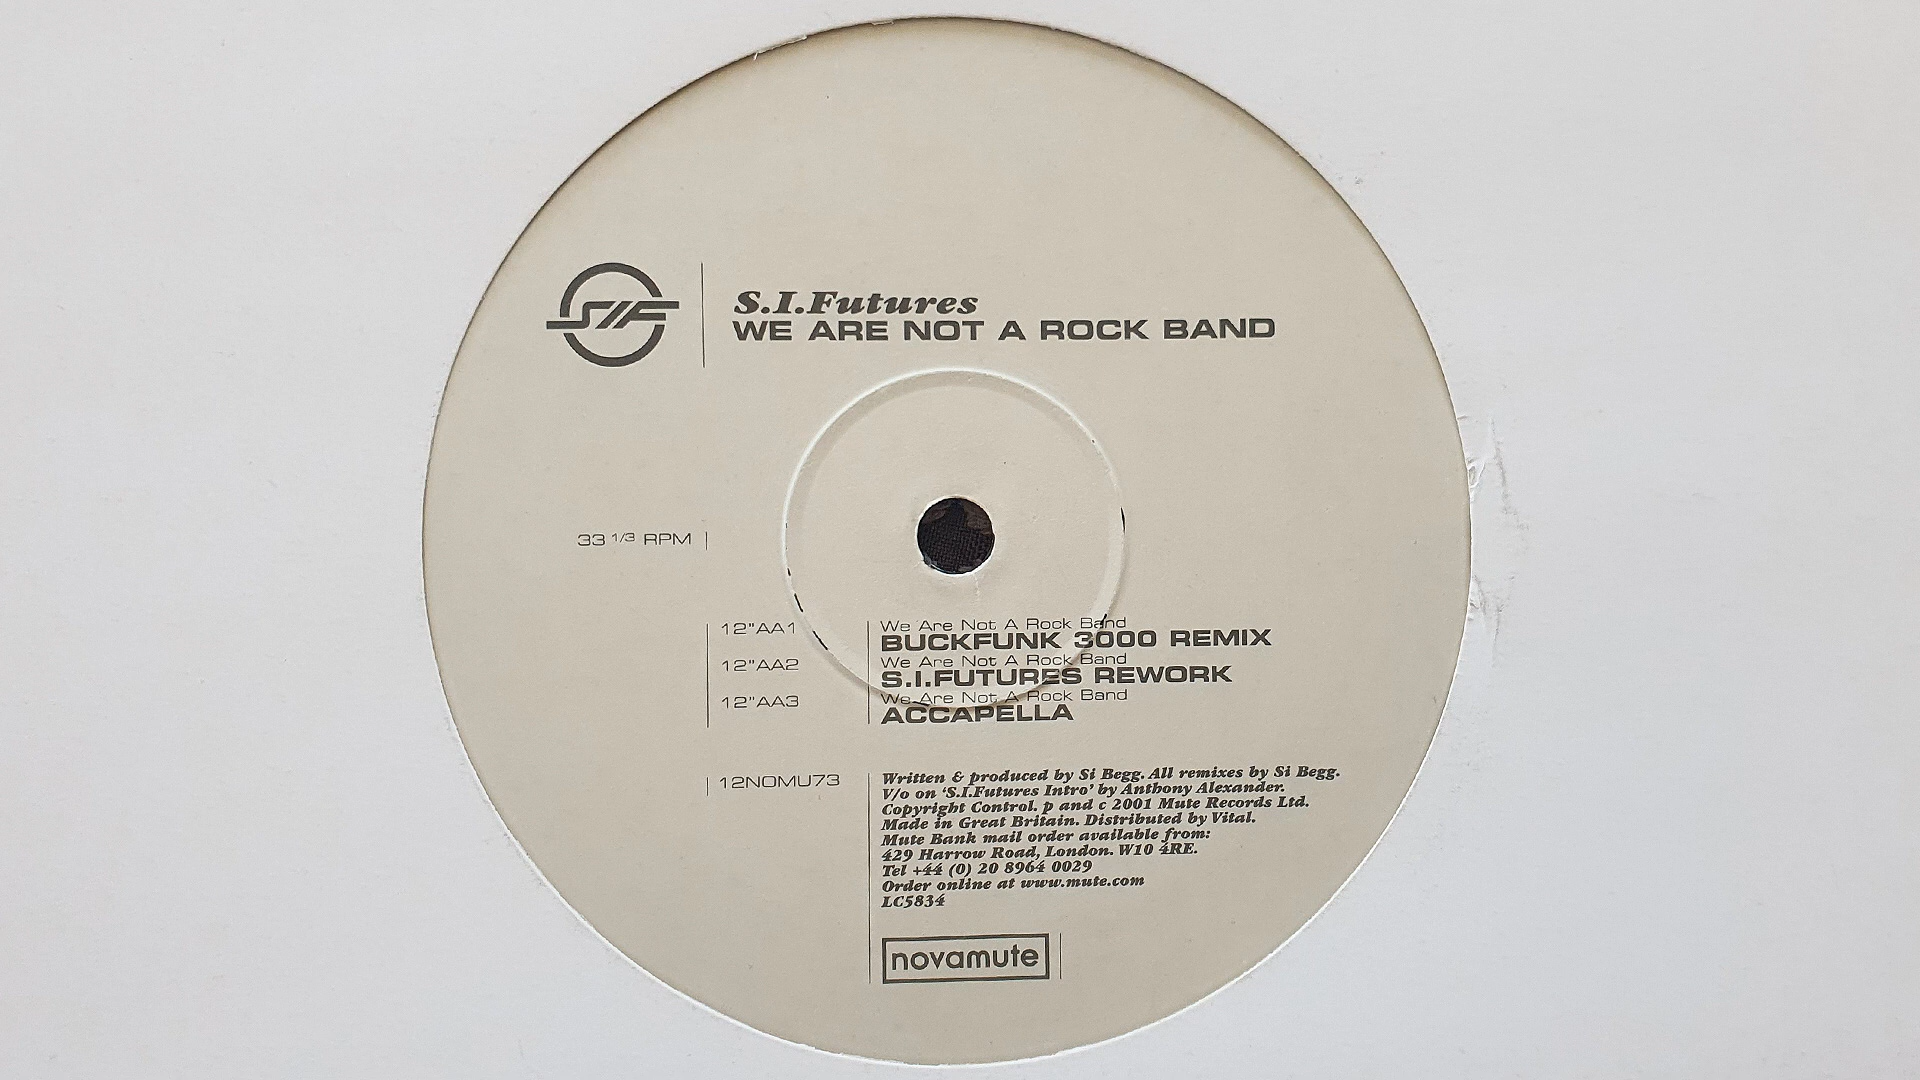 SIF
S.I.Futures
WE ARE NOT A ROCK BAND
33 1/3 RPM
12"AA1 We Are Not A Rock Band
BUCKFUNK 3000 REMIX
12"AA2 We Are Not A Rock Band
S.I.FUTURES REWORK
12"AA3 We Are Not A Rock Band
ACCAPELLA
12NOMU73
Written & produced by Si Begg. All remixes by Si Begg.
V/o on ‘S.I.Futures Intro’ by Anthony Alexander.
Copyright Control. p and c 2001 Mute Records Ltd.
Made in Great Britain. Distributed by Vital.
Mute Bank mail order available from:
429 Harrow Road, London. W10 4RE.
Tel +44 (0) 20 8964 0029
Order online at www.mute.com
LC5834
novamute